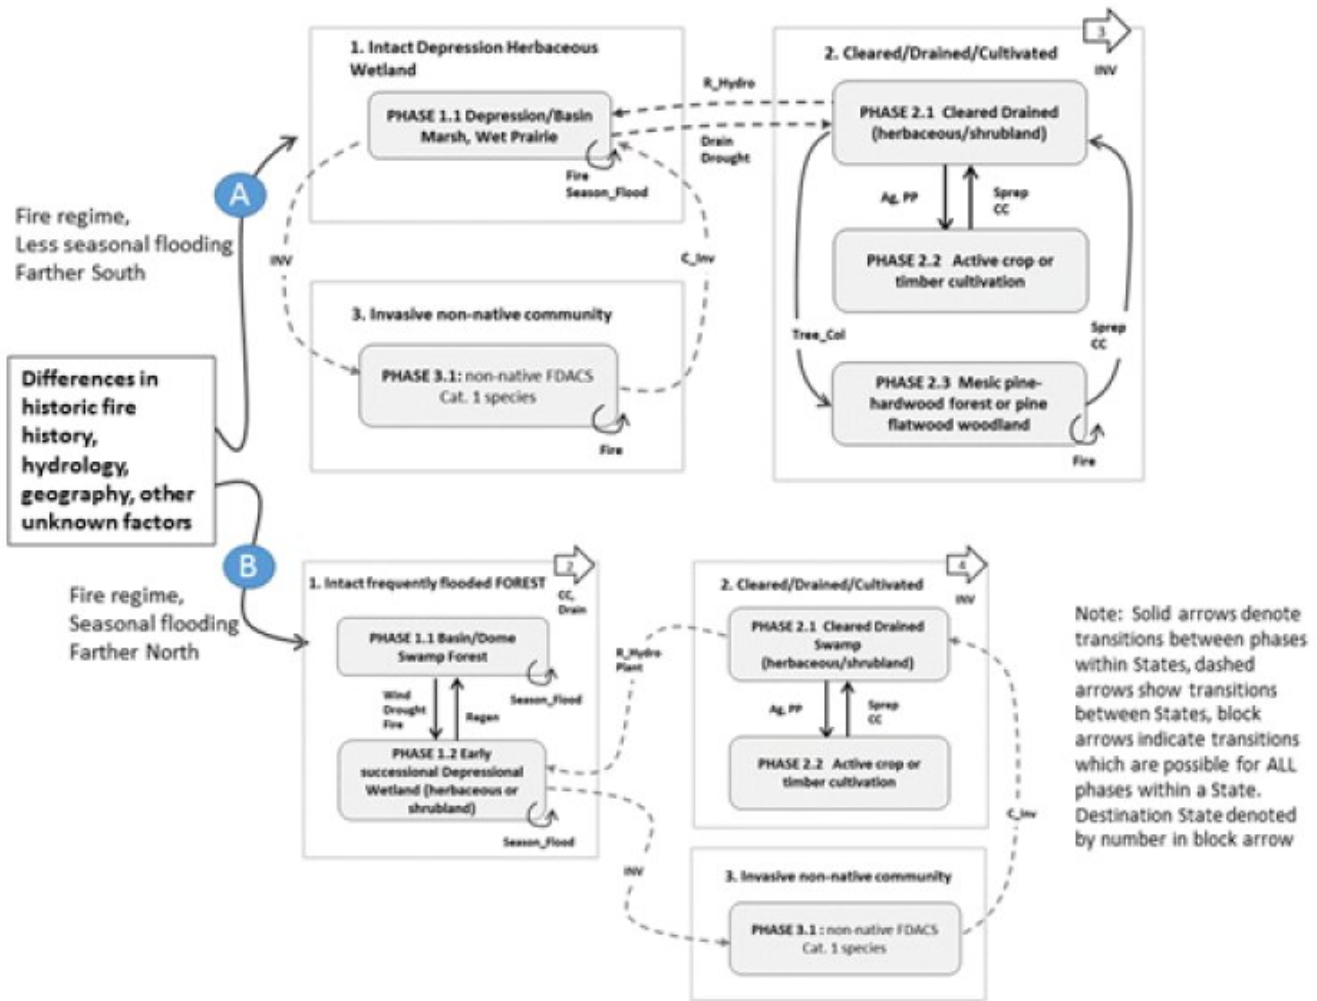 3
INV
1. Intact Depression Herbaceous
Wetland
PHASE 1.1 Depression/Basin
Marsh, Wet Prairie
Fire
Season_Flood
R_Hydro
Drain
Drought
2. Cleared/Drained/Cultivated
PHASE 2.1 Cleared Drained
(herbaceous/shrubland)
Ag, PP
Sprep
CC
PHASE 2.2 Active crop or
timber cultivation
Tree_Col
Sprep
CC
PHASE 2.3 Mesic pine-
hardwood forest or pine
flatwood woodland
Fire
A
Fire regime,
Less seasonal flooding
Farther South
INV
C_Inv
3. Invasive non-native community
PHASE 3.1: non-native FDACS
Cat. 1 species
Fire
Differences in
historic fire
history,
hydrology,
geography, other
unknown factors
B
Fire regime,
Seasonal flooding
Farther North
1. Intact frequently flooded FOREST
2
CC,
Drain
PHASE 1.1 Basin/Dome
Swamp Forest
Season_Flood
Wind
Drought
Fire
Regen
PHASE 1.2 Early
successional Depressional
Wetland (herbaceous or
shrubland)
Season_Flood
R_Hydro
Plant
INV
2. Cleared/Drained/Cultivated
4
INV
PHASE 2.1 Cleared Drained
Swamp
(herbaceous/shrubland)
Ag, PP
Sprep
CC
PHASE 2.2 Active crop or
timber cultivation
C_Inv
3. Invasive non-native community
PHASE 3.1 : non-native FDACS
Cat. 1 species
Note: Solid arrows denote
transitions between phases
within States, dashed
arrows show transitions
between States, block
arrows indicate transitions
which are possible for ALL
phases within a State.
Destination State denoted
by number in block arrow